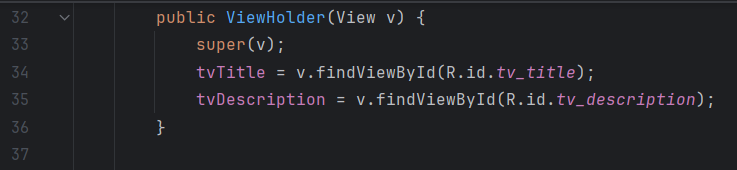 32 public ViewHolder(View v) {
33 super(v);
34 tvTitle = v.findViewById(R.id.tv_title);
35 tvDescription = v.findViewById(R.id.tv_description);
36 }
37